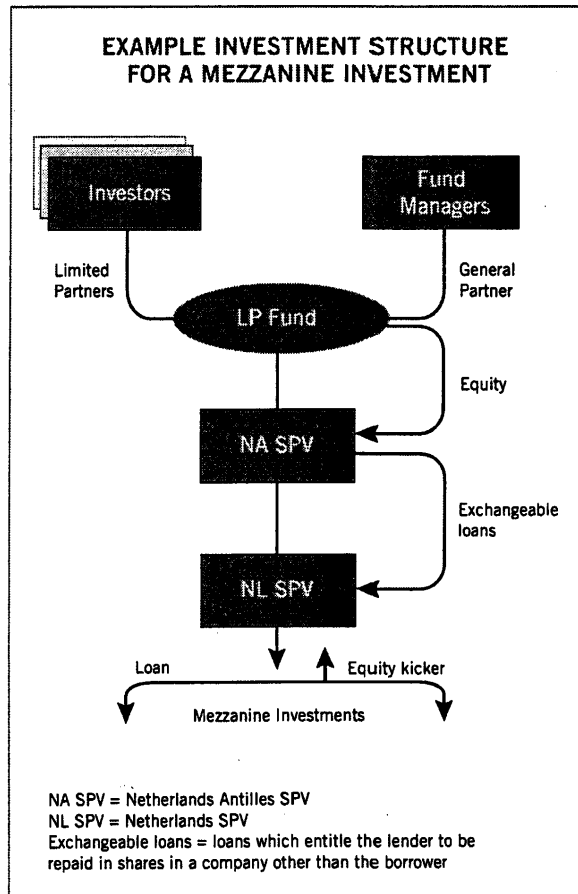 EXAMPLE INVESTMENT STRUCTURE
FOR A MEZZANINE INVESTMENT
Investors
Fund
Managers
Limited
Partners
General
Partner
LP Fund
Equity
NA SPV
Exchangeable
loans
NL SPV
Loan
Equity kicker
Mezzanine Investments
NA SPV = Netherlands Antilles SPV
NL SPV = Netherlands SPV
Exchangeable loans = loans which entitle the lender to be
repaid in shares in a company other than the borrower